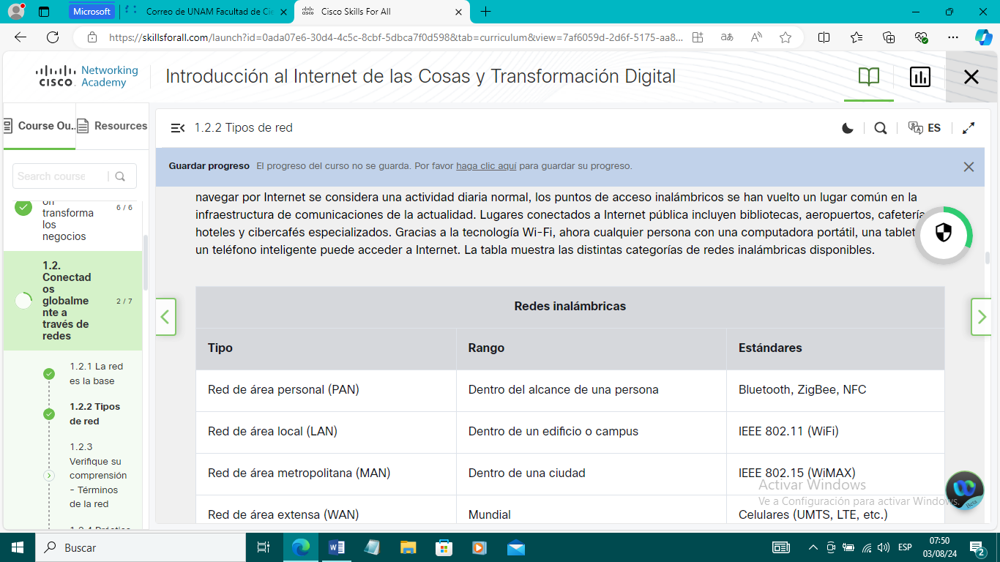 Microsoft
Correo de UNAM Facultad de Cie
Cisco Skills For All
https://skillsforall.com/launch?id=0ada07e6-30d4-4c5c-8cbf-5dbca7f0d598&tab=curriculum&view=7af6059d-2d6f-5175-aa8...
CISCO Networking Academy
Introducción al Internet de las Cosas y Transformación Digital
Course Ou..
Resources
1.2.2 Tipos de red
ES
Search course
Guardar progreso El progreso del curso no se guarda. Por favor haga clic aquí para guardar su progreso.
on
transforma
los
negocios
6 / 6
1.2.
Conectad
os
globalme
nte a
través de
redes
2 / 7
1.2.1 La red
es la base
1.2.2 Tipos
de red
1.2.3
Verifique su
comprensión
- Términos
de la red
navegar por Internet se considera una actividad diaria normal, los puntos de acceso inalámbricos se han vuelto un lugar común en la
infraestructura de comunicaciones de la actualidad. Lugares conectados a Internet pública incluyen bibliotecas, aeropuertos, cafetería
hoteles y cibercafés especializados. Gracias a la tecnología Wi-Fi, ahora cualquier persona con una computadora portátil, una tablet
un teléfono inteligente puede acceder a Internet. La tabla muestra las distintas categorías de redes inalámbricas disponibles.
Redes inalámbricas
Tipo Rango Estándares
Red de área personal (PAN) Dentro del alcance de una persona Bluetooth, ZigBee, NFC
Red de área local (LAN) Dentro de un edificio o campus IEEE 802.11 (WiFi)
Red de área metropolitana (MAN) Dentro de una ciudad IEEE 802.15 (WiMAX)
Red de área extensa (WAN) Mundial Celulares (UMTS, LTE, etc.)
Activar Windows
Ve a Configuración para activar Windows.
Beta
Buscar
ESP
07:50
03/08/24
2